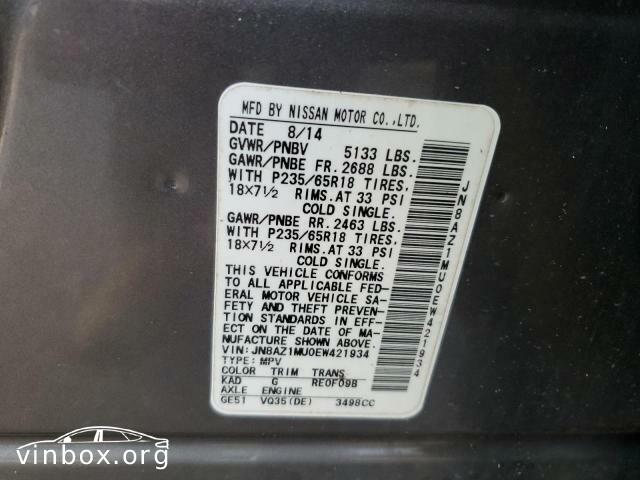 MFD BY NISSAN MOTOR CO.,LTD.
DATE 8/14
GVWR/PNBV 5133 LBS.
GAWR/PNBE FR. 2688 LBS.
WITH P235/65R18 TIRES,
18X7½ RIMS.AT 33 PSI
COLD SINGLE.
GAWR/PNBE RR. 2463 LBS.
WITH P235/65R18 TIRES,
18X7½ RIMS.AT 33 PSI
COLD SINGLE.
THIS VEHICLE CONFORMS
TO ALL APPLICABLE FED-
ERAL MOTOR VEHICLE SA-
FETY AND THEFT PREVEN-
TION STANDARDS IN EFF-
ECT ON THE DATE OF MA-
NUFACTURE SHOWN ABOVE.
VIN: JN8AZ1MU0EW421934
TYPE: MPV
COLOR TRIM TRANS
KAD G RE0F09B
AXLE ENGINE
GE51 VQ35(DE) 3498CC
JN8AZ1MU0EW421934
vinbox.org